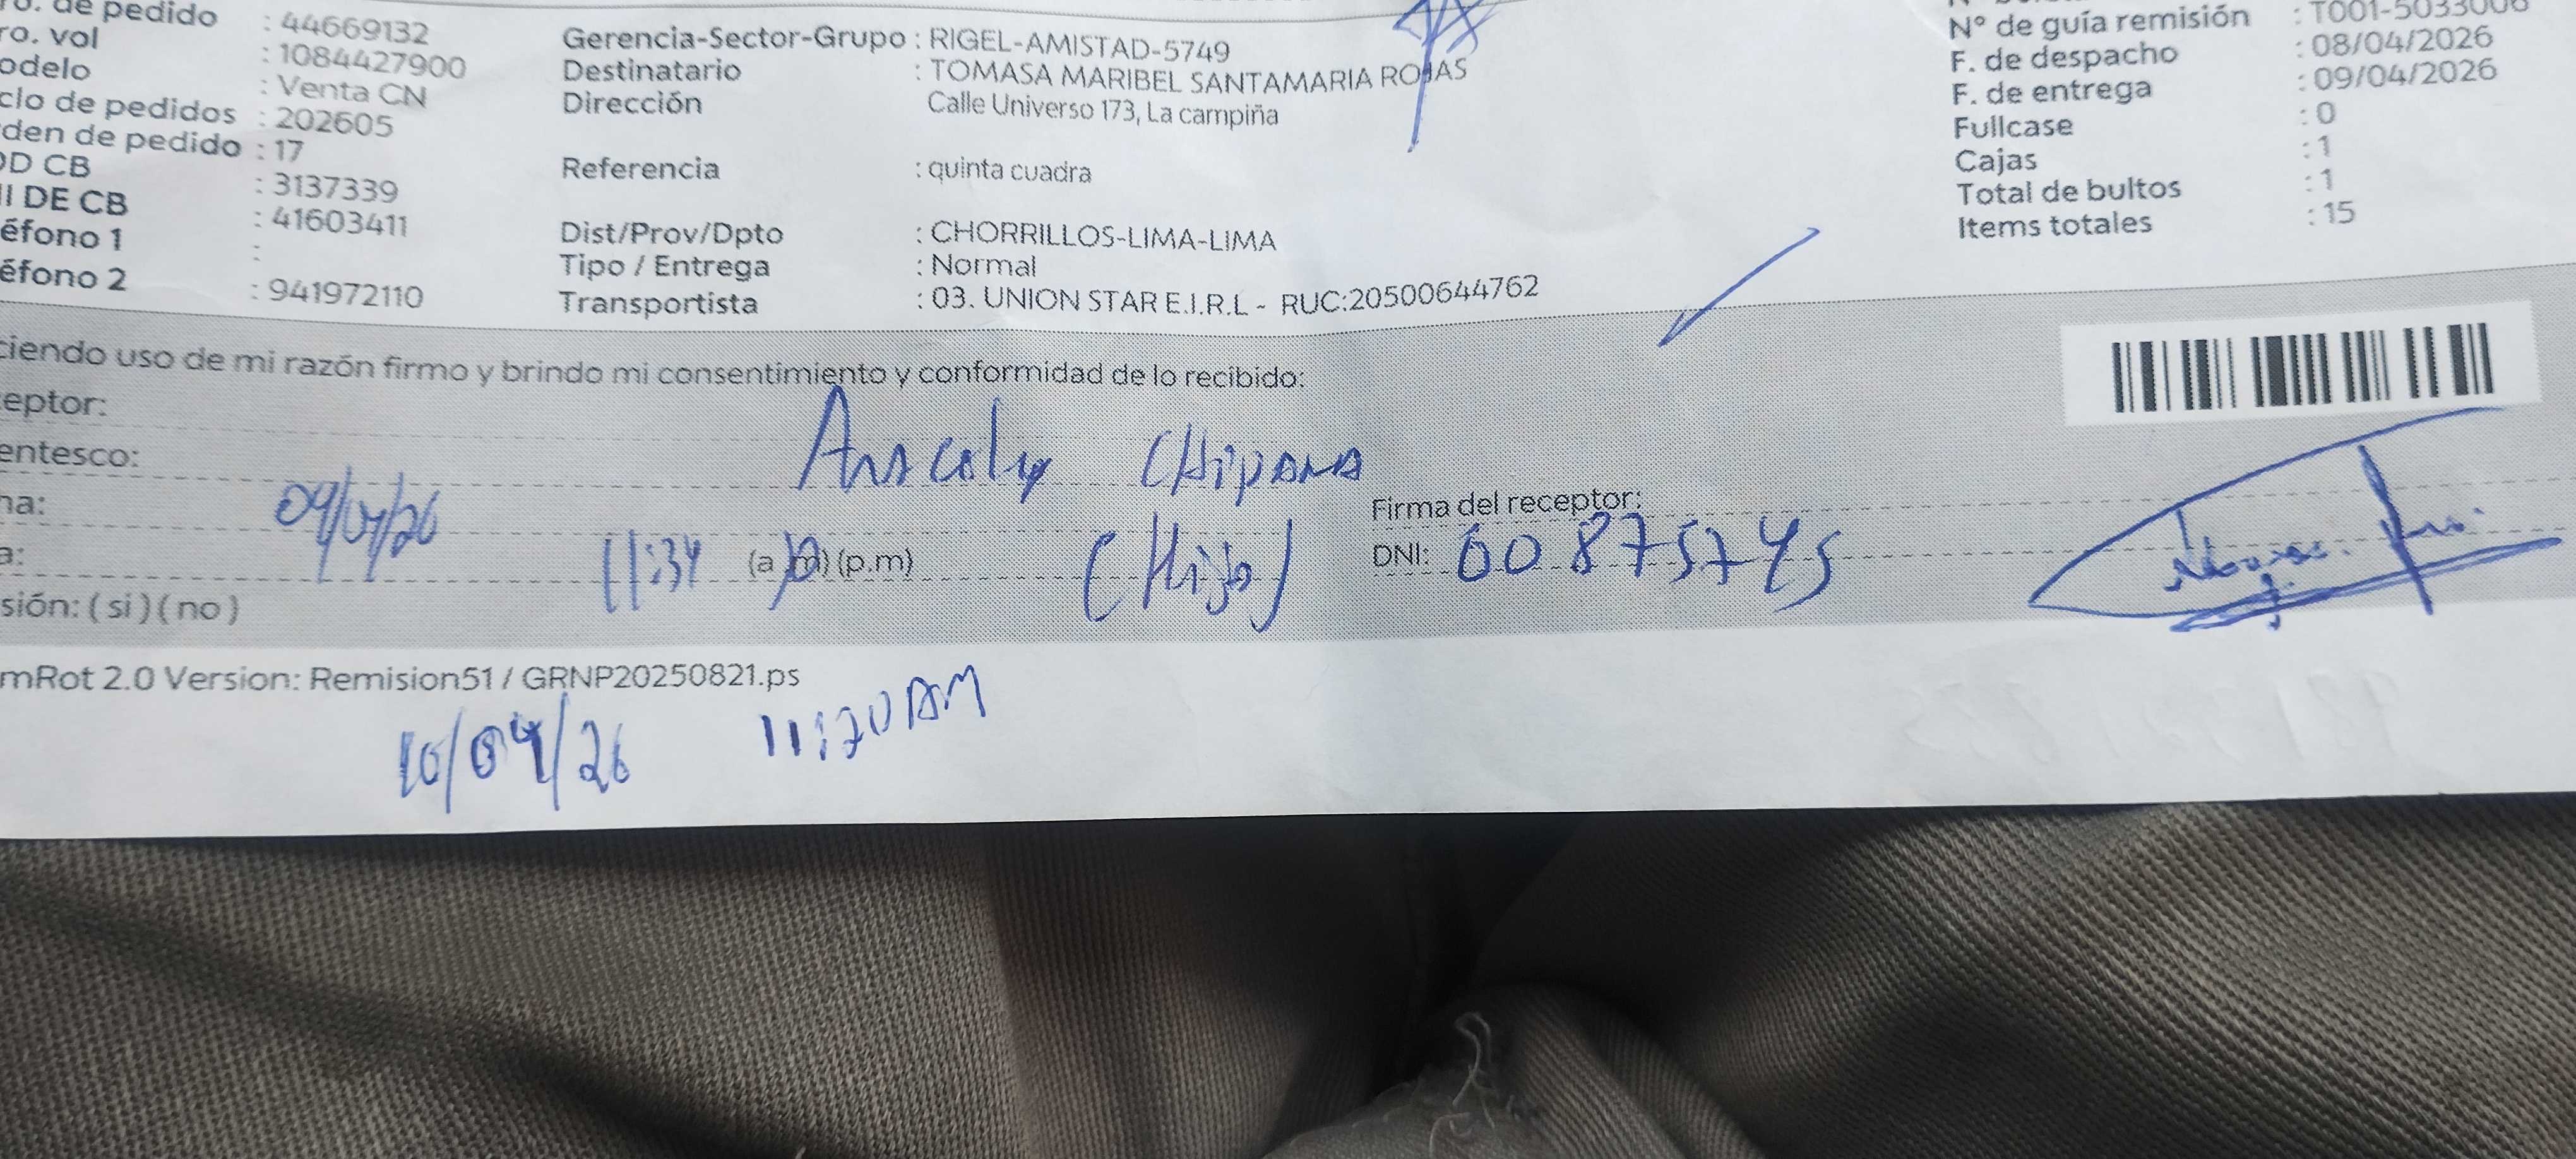 de pedido : 44669132
ro. vol : 1084427900
odelo : Venta CN
clo de pedidos : 202605
den de pedido : 17
OD CB : 3137339
II DE CB : 41603411
éfono 1 :
éfono 2 : 941972110
Gerencia-Sector-Grupo : RIGEL-AMISTAD-5749
Destinatario : TOMASA MARIBEL SANTAMARIA ROJAS
Dirección Calle Universo 173, La campiña
Referencia : quinta cuadra
Dist/Prov/Dpto : CHORRILLOS-LIMA-LIMA
Tipo / Entrega : Normal
Transportista : 03. UNION STAR E.I.R.L - RUC:20500644762
N° de guía remisión : T001-5033006
F. de despacho : 08/04/2026
F. de entrega : 09/04/2026
Fullcase : 0
Cajas : 1
Total de bultos : 1
Items totales : 15
ciendo uso de mi razón firmo y brindo mi consentimiento y conformidad de lo recibido:
eptor: Chipana
entesco: (Hijo)
na: 09/04/26
a: 11:34 (a.m) (p.m)
sión: ( si ) ( no )
Firma del receptor:
DNI: 60875745
mRot 2.0 Version: Remision51 / GRNP20250821.ps
10/04/26 11:20 AM